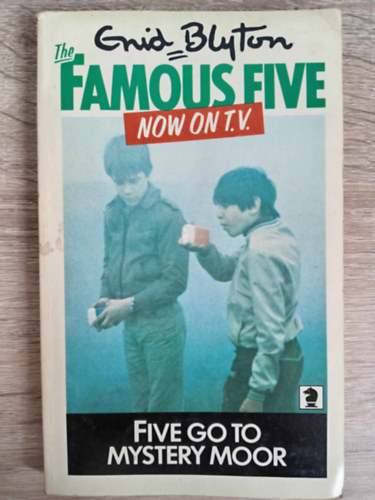 Enid Blyton
The
FAMOUS FIVE
NOW ON T.V.
FIVE GO TO
MYSTERY MOOR